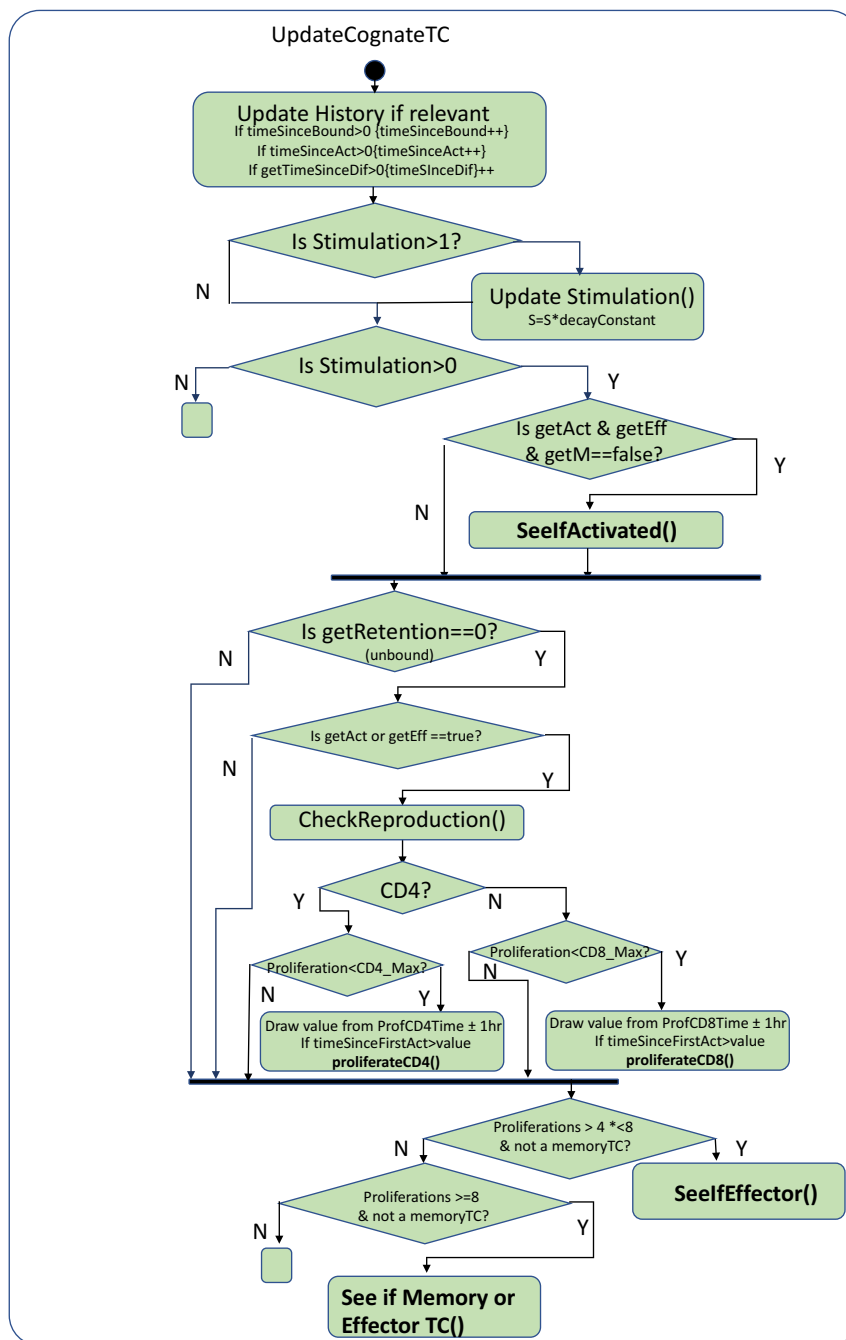 UpdateCognateTC
Update History if relevant
If timeSinceBound>0 {timeSinceBound++}
If timeSinceAct>0{timeSinceAct++}
If getTimeSinceDif>0{timeSInceDif}++
Is Stimulation>1?
N
Update Stimulation()
S=S*decayConstant
Is Stimulation>0
N
Y
Is getAct & getEff
& getM==false?
Y
N
SeeIfActivated()
Is getRetention==0?
(unbound)
N
Y
Is getAct or getEff ==true?
N
Y
CheckReproduction()
CD4?
Y
N
Proliferation<CD4_Max?
Proliferation<CD8_Max?
N
Y
N
Y
Draw value from ProfCD4Time ± 1hr
If timeSinceFirstAct>value
proliferateCD4()
Draw value from ProfCD8Time ± 1hr
If timeSinceFirstAct>value
proliferateCD8()
Proliferations > 4 *<8
& not a memoryTC?
N
Y
SeeIfEffector()
Proliferations >=8
& not a memoryTC?
N
Y
See if Memory or
Effector TC()